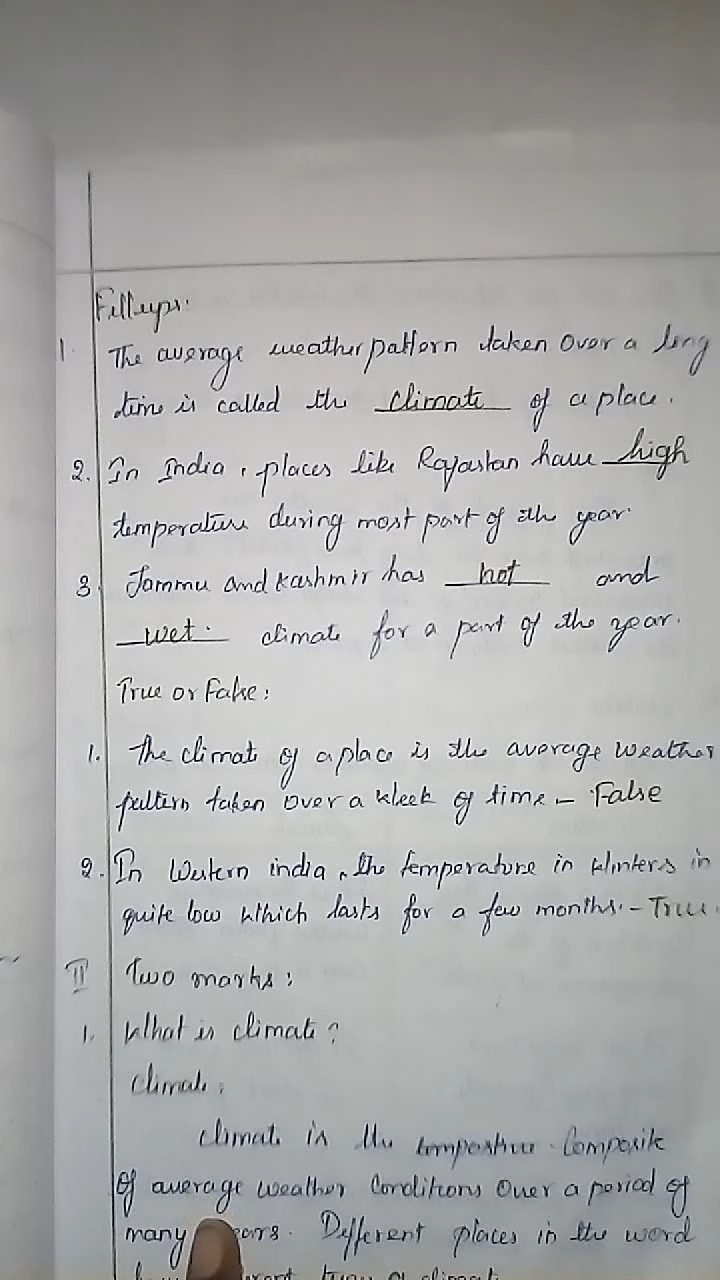 Fillups:
1. The average weather pattern taken over a long
time is called the climate of a place.
2. In India, places like Rajastan have high
temperature during most part of the year.
3. Jammu and Kashmir has hot and
wet. climate for a part of the year.
True or False:
1. The climate of a place is the average weather
pattern taken over a week of time - False
2. In Western india, the temperature in Winters in
quite low which lasts for a few months. - True.
II Two marks:
1. What is climate?
Climate:
Climate is the Composite
Of average weather Conditions Over a period of
many Different places in the word
climate